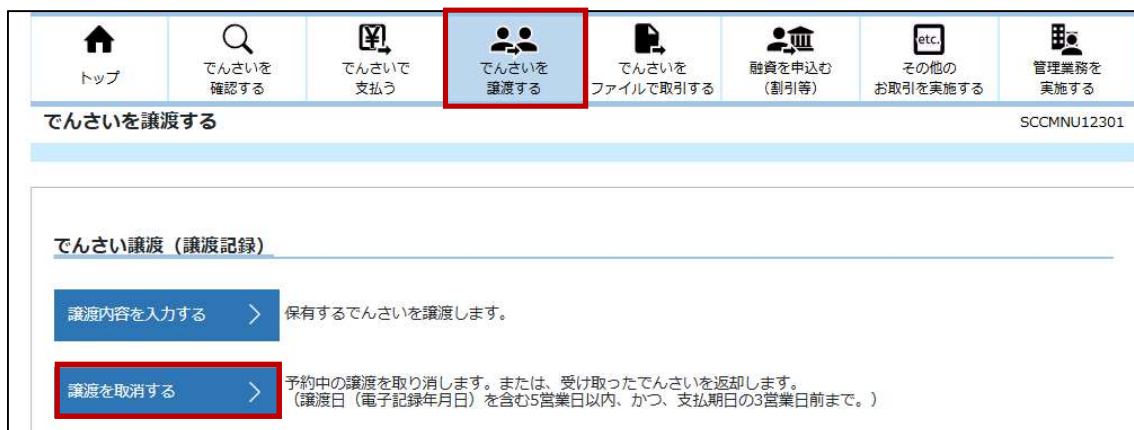 トップ
でんさいを
確認する
でんさいで
支払う
でんさいを
譲渡する
でんさいを
ファイルで取引する
融資を申込む
(割引等)
etc.
その他の
お取引を実施する
管理業務を
実施する
でんさいを譲渡する
SCCMNU12301
でんさい譲渡(譲渡記録)
譲渡内容を入力する
保有するでんさいを譲渡します。
譲渡を取消する
予約中の譲渡を取り消します。または、受け取ったでんさいを返却します。
(譲渡日(電子記録年月日)を含む5営業日以内、かつ、支払期日の3営業日前まで。)